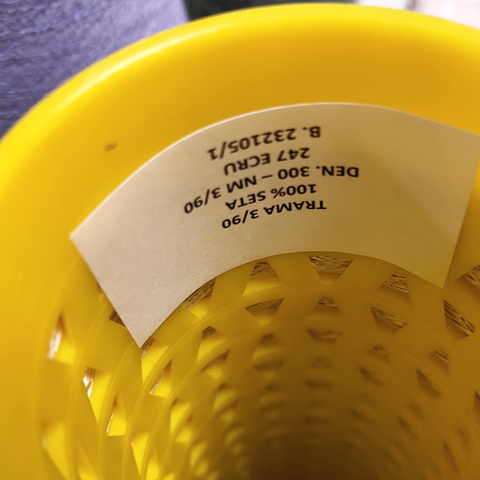 TRAMA 3/90
100% SETA
DEN. 300 – NM 3/90
247 ECRU
B. 232105/1